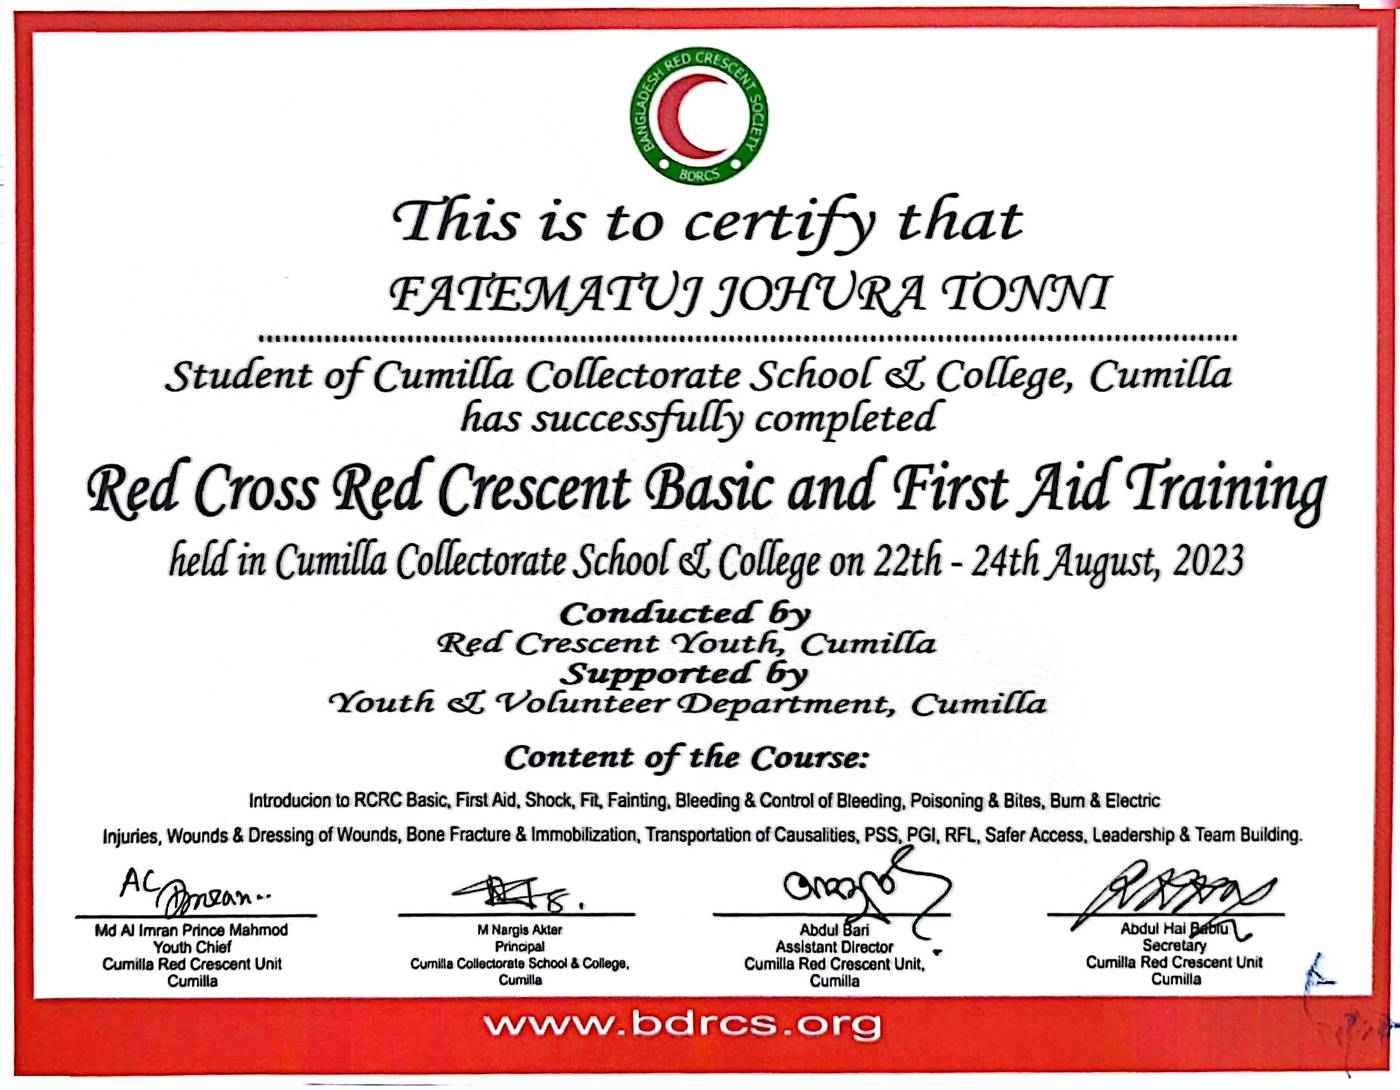 BANGLADESH RED CRESCENT SOCIETY
BDRCS
This is to certify that
FATEMATUJ JOHURA TONNI
Student of Cumilla Collectorate School & College, Cumilla
has successfully completed
Red Cross Red Crescent Basic and First Aid Training
held in Cumilla Collectorate School & College on 22th - 24th August, 2023
Conducted by
Red Crescent Youth, Cumilla
Supported by
Youth & Volunteer Department, Cumilla
Content of the Course:
Introducion to RCRC Basic, First Aid, Shock, Fit, Fainting, Bleeding & Control of Bleeding, Poisoning & Bites, Burn & Electric
Injuries, Wounds & Dressing of Wounds, Bone Fracture & Immobilization, Transportation of Causalities, PSS, PGI, RFL, Safer Access, Leadership & Team Building.
Md Al Imran Prince Mahmod
Youth Chief
Cumilla Red Crescent Unit
Cumilla
M Nargis Akter
Principal
Cumilla Collectorate School & College,
Cumilla
Abdul Bari
Assistant Director
Cumilla Red Crescent Unit,
Cumilla
Abdul Hai Bablu
Secretary
Cumilla Red Crescent Unit
Cumilla
www.bdrcs.org